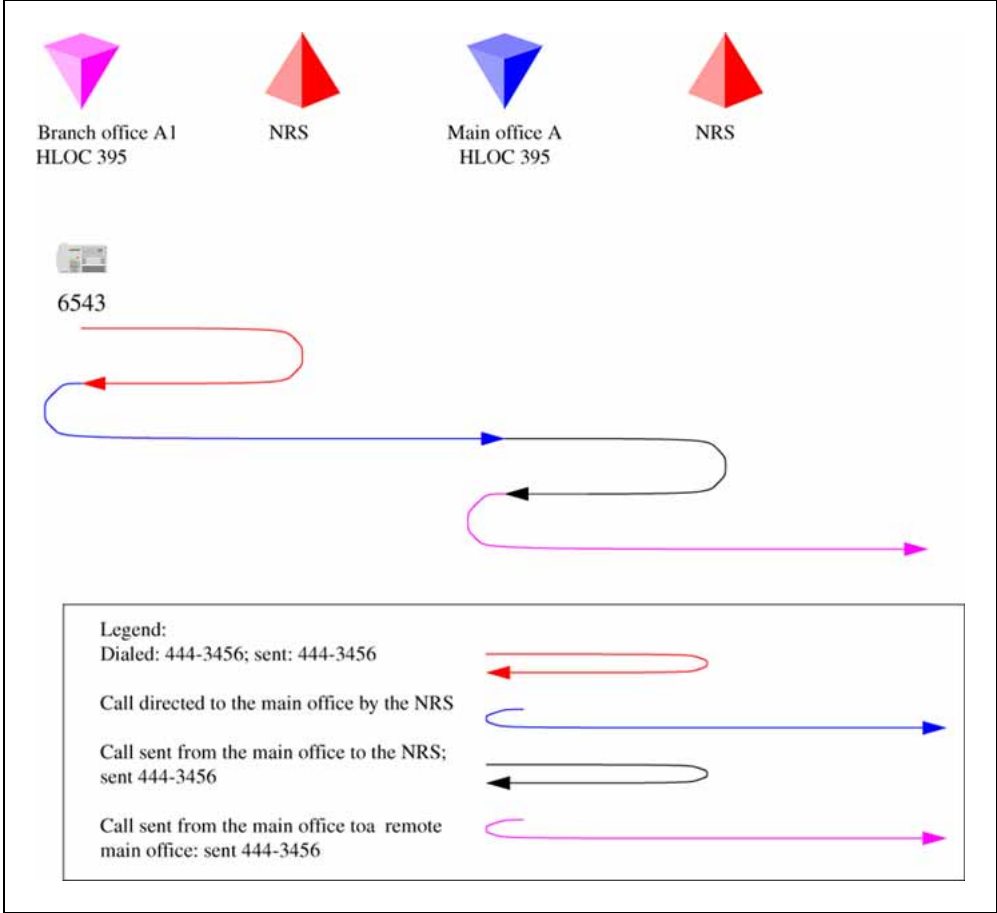 Branch office A1
HLOC 395
NRS
Main office A
HLOC 395
NRS
6543
Legend:
Dialed: 444-3456; sent: 444-3456
Call directed to the main office by the NRS
Call sent from the main office to the NRS;
sent 444-3456
Call sent from the main office toa remote
main office: sent 444-3456